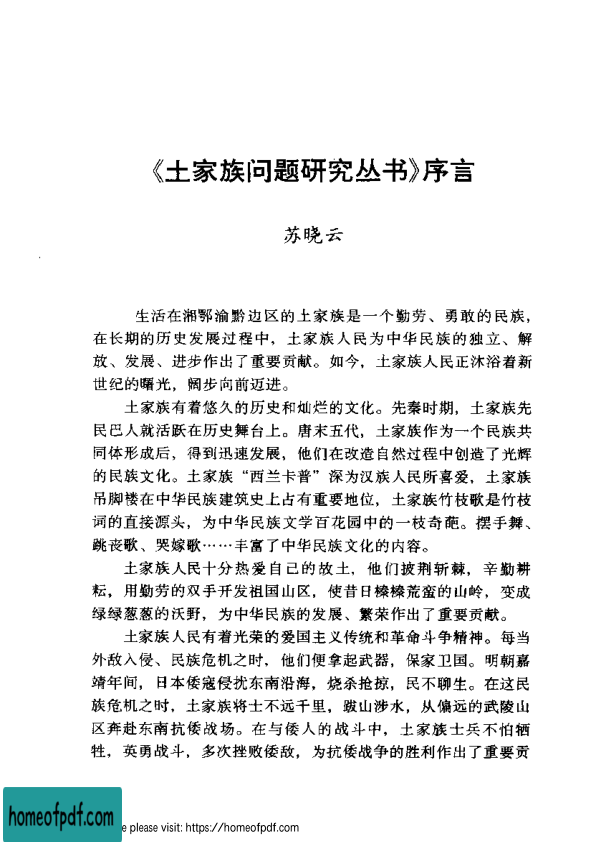 《土家族问题研究丛书》序言
苏晓云
生活在湘鄂渝黔边区的土家族是一个勤劳、勇敢的民族，
在长期的历史发展过程中，土家族人民为中华民族的独立、解
放、发展、进步作出了重要贡献。如今，土家族人民正沐浴着新
世纪的曙光，阔步向前迈进。
土家族有着悠久的历史和灿烂的文化。先秦时期，土家族先
民巴人就活跃在历史舞台上。唐末五代，土家族作为一个民族共
同体形成后，得到迅速发展，他们在改造自然过程中创造了光辉
的民族文化。土家族“西兰卡普”深为汉族人民所喜爱，土家族
吊脚楼在中华民族建筑史上占有重要地位，土家族竹枝歌是竹枝
词的直接源头，为中华民族文学百花园中的一枝奇葩。摆手舞、
跳丧歌、哭嫁歌……丰富了中华民族文化的内容。
土家族人民十分热爱自己的故土，他们披荆斩棘，辛勤耕
耘，用勤劳的双手开发祖国山区，使昔日榛榛荒蛮的山岭，变成
绿绿葱葱的沃野，为中华民族的发展、繁荣作出了重要贡献。
土家族人民有着光荣的爱国主义传统和革命斗争精神。每当
外敌入侵、民族危机之时，他们便拿起武器，保家卫国。明朝嘉
靖年间，日本倭寇侵扰东南沿海，烧杀抢掠，民不聊生。在这民
族危机之时，土家族将士不远千里，跋山涉水，从偏远的武陵山
区奔赴东南抗倭战场。在与倭人的战斗中，土家族士兵不怕牺
牲，英勇战斗，多次挫败倭敌，为抗倭战争的胜利作出了重要贡
homeofpdf.com
e please visit: https://homeofpdf.com